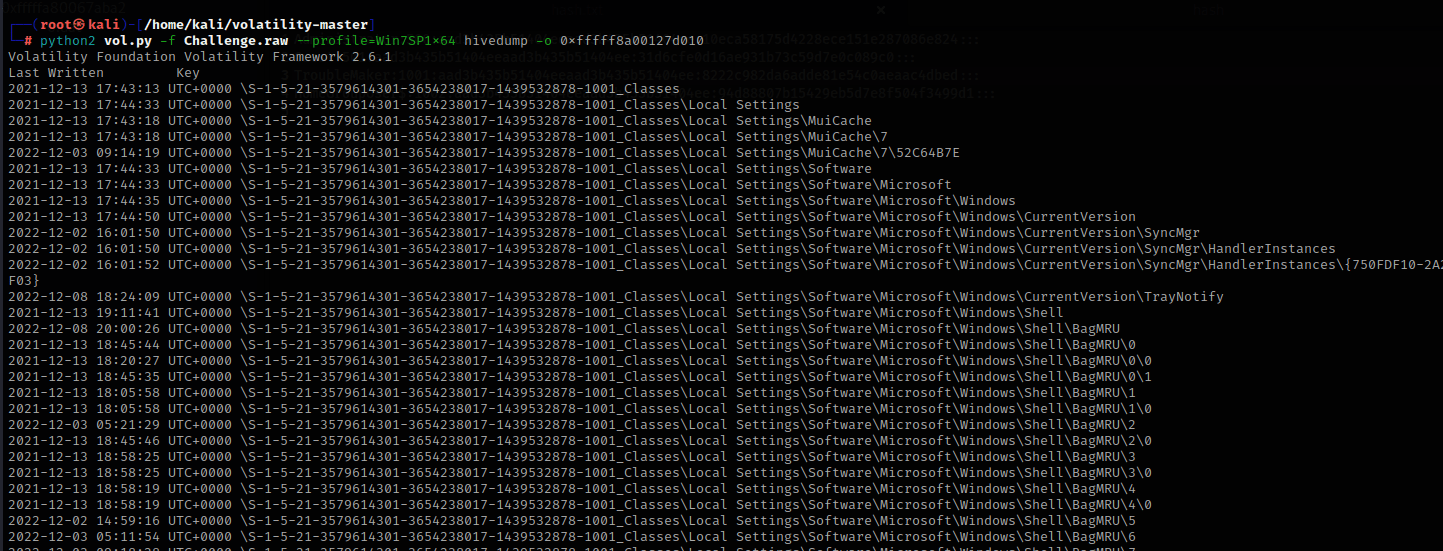 (root㉿kali)-[/home/kali/volatility-master]
# python2 vol.py -f Challenge.raw --profile=Win7SP1×64 hivedump -o 0×fffff8a00127d010
Volatility Foundation Volatility Framework 2.6.1
Last Written Key
2021-12-13 17:43:13 UTC+0000 \S-1-5-21-3579614301-3654238017-1439532878-1001_Classes
2021-12-13 17:44:33 UTC+0000 \S-1-5-21-3579614301-3654238017-1439532878-1001_Classes\Local Settings
2021-12-13 17:43:18 UTC+0000 \S-1-5-21-3579614301-3654238017-1439532878-1001_Classes\Local Settings\MuiCache
2021-12-13 17:43:18 UTC+0000 \S-1-5-21-3579614301-3654238017-1439532878-1001_Classes\Local Settings\MuiCache\7
2022-12-03 09:14:19 UTC+0000 \S-1-5-21-3579614301-3654238017-1439532878-1001_Classes\Local Settings\MuiCache\7\52C64B7E
2021-12-13 17:44:33 UTC+0000 \S-1-5-21-3579614301-3654238017-1439532878-1001_Classes\Local Settings\Software
2021-12-13 17:44:33 UTC+0000 \S-1-5-21-3579614301-3654238017-1439532878-1001_Classes\Local Settings\Software\Microsoft
2021-12-13 17:44:35 UTC+0000 \S-1-5-21-3579614301-3654238017-1439532878-1001_Classes\Local Settings\Software\Microsoft\Windows
2021-12-13 17:44:50 UTC+0000 \S-1-5-21-3579614301-3654238017-1439532878-1001_Classes\Local Settings\Software\Microsoft\Windows\CurrentVersion
2022-12-02 16:01:50 UTC+0000 \S-1-5-21-3579614301-3654238017-1439532878-1001_Classes\Local Settings\Software\Microsoft\Windows\CurrentVersion\SyncMgr
2022-12-02 16:01:50 UTC+0000 \S-1-5-21-3579614301-3654238017-1439532878-1001_Classes\Local Settings\Software\Microsoft\Windows\CurrentVersion\SyncMgr\HandlerInstances
2022-12-02 16:01:52 UTC+0000 \S-1-5-21-3579614301-3654238017-1439532878-1001_Classes\Local Settings\Software\Microsoft\Windows\CurrentVersion\SyncMgr\HandlerInstances\{750FDF10-2A2
F03}
2022-12-08 18:24:09 UTC+0000 \S-1-5-21-3579614301-3654238017-1439532878-1001_Classes\Local Settings\Software\Microsoft\Windows\CurrentVersion\TrayNotify
2021-12-13 19:11:41 UTC+0000 \S-1-5-21-3579614301-3654238017-1439532878-1001_Classes\Local Settings\Software\Microsoft\Windows\Shell
2022-12-08 20:00:26 UTC+0000 \S-1-5-21-3579614301-3654238017-1439532878-1001_Classes\Local Settings\Software\Microsoft\Windows\Shell\BagMRU
2021-12-13 18:45:44 UTC+0000 \S-1-5-21-3579614301-3654238017-1439532878-1001_Classes\Local Settings\Software\Microsoft\Windows\Shell\BagMRU\0
2021-12-13 18:20:27 UTC+0000 \S-1-5-21-3579614301-3654238017-1439532878-1001_Classes\Local Settings\Software\Microsoft\Windows\Shell\BagMRU\0\0
2021-12-13 18:45:35 UTC+0000 \S-1-5-21-3579614301-3654238017-1439532878-1001_Classes\Local Settings\Software\Microsoft\Windows\Shell\BagMRU\0\1
2021-12-13 18:05:58 UTC+0000 \S-1-5-21-3579614301-3654238017-1439532878-1001_Classes\Local Settings\Software\Microsoft\Windows\Shell\BagMRU\1
2021-12-13 18:05:58 UTC+0000 \S-1-5-21-3579614301-3654238017-1439532878-1001_Classes\Local Settings\Software\Microsoft\Windows\Shell\BagMRU\1\0
2022-12-03 05:21:29 UTC+0000 \S-1-5-21-3579614301-3654238017-1439532878-1001_Classes\Local Settings\Software\Microsoft\Windows\Shell\BagMRU\2
2021-12-13 18:45:46 UTC+0000 \S-1-5-21-3579614301-3654238017-1439532878-1001_Classes\Local Settings\Software\Microsoft\Windows\Shell\BagMRU\2\0
2021-12-13 18:58:25 UTC+0000 \S-1-5-21-3579614301-3654238017-1439532878-1001_Classes\Local Settings\Software\Microsoft\Windows\Shell\BagMRU\3
2021-12-13 18:58:25 UTC+0000 \S-1-5-21-3579614301-3654238017-1439532878-1001_Classes\Local Settings\Software\Microsoft\Windows\Shell\BagMRU\3\0
2021-12-13 18:58:19 UTC+0000 \S-1-5-21-3579614301-3654238017-1439532878-1001_Classes\Local Settings\Software\Microsoft\Windows\Shell\BagMRU\4
2021-12-13 18:58:19 UTC+0000 \S-1-5-21-3579614301-3654238017-1439532878-1001_Classes\Local Settings\Software\Microsoft\Windows\Shell\BagMRU\4\0
2022-12-02 14:59:16 UTC+0000 \S-1-5-21-3579614301-3654238017-1439532878-1001_Classes\Local Settings\Software\Microsoft\Windows\Shell\BagMRU\5
2022-12-03 05:11:54 UTC+0000 \S-1-5-21-3579614301-3654238017-1439532878-1001_Classes\Local Settings\Software\Microsoft\Windows\Shell\BagMRU\6